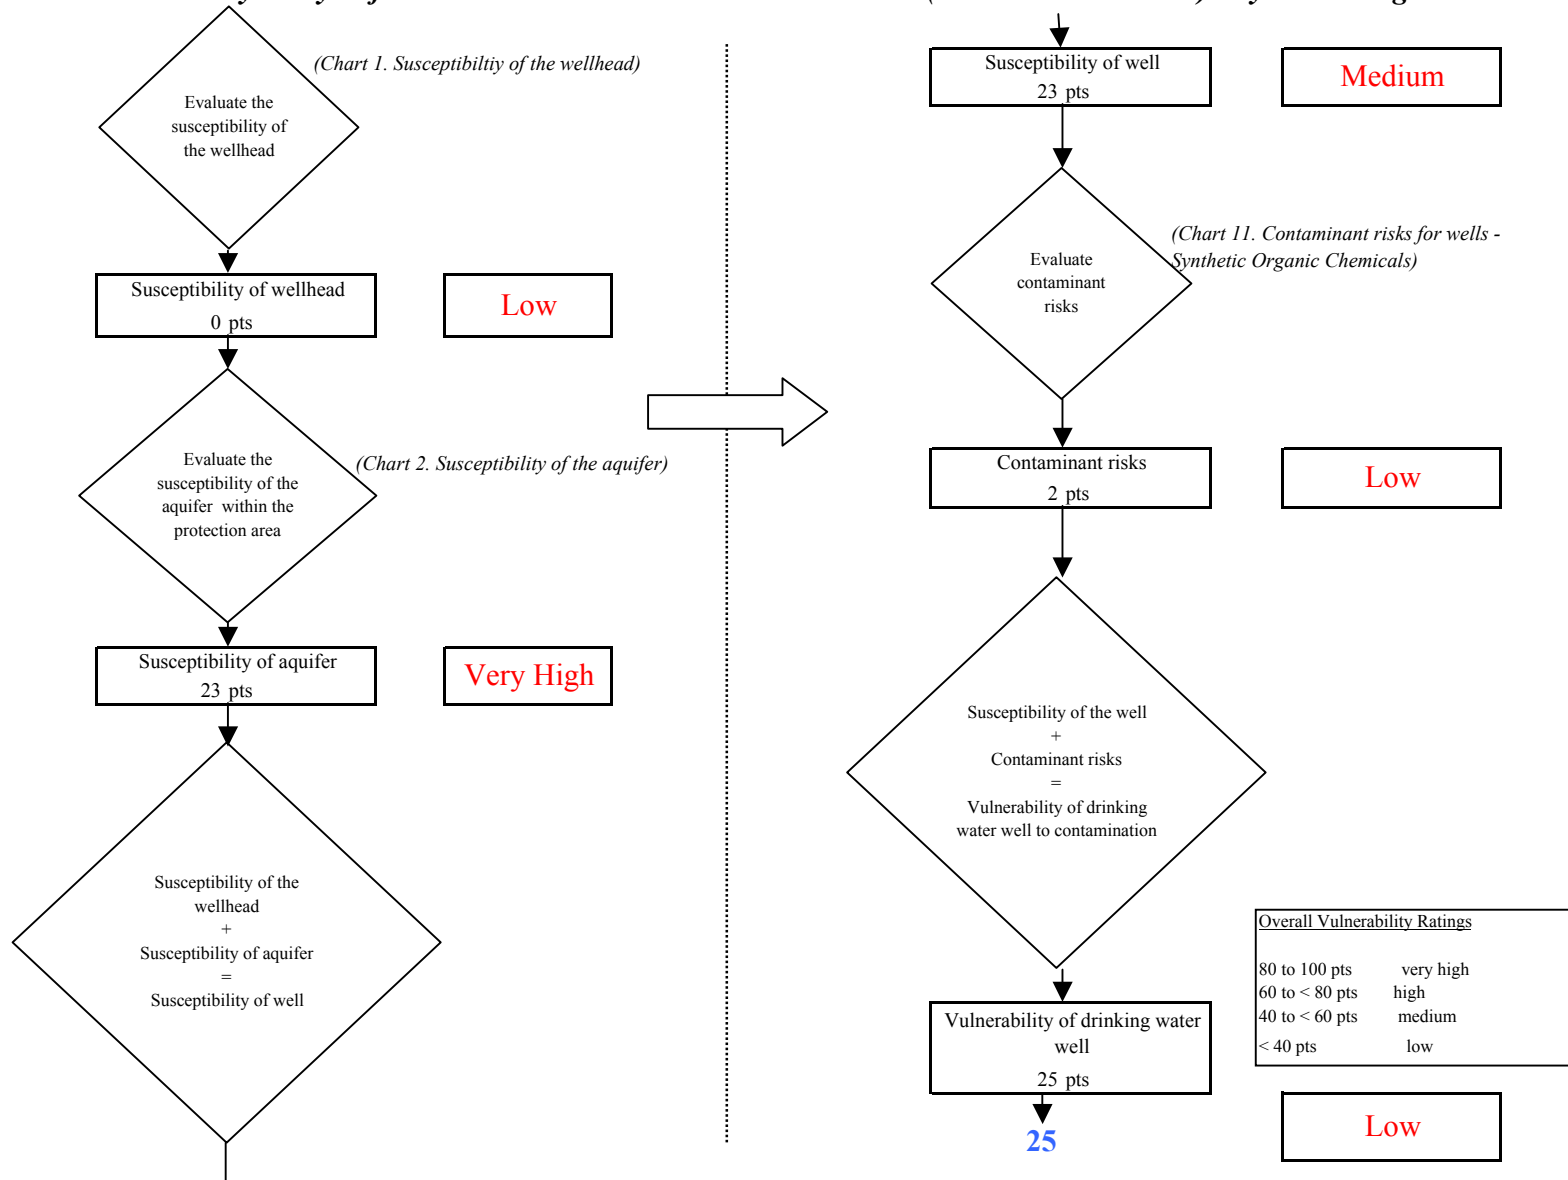 (Chart 1. Susceptibiltiy of the wellhead)
Evaluate the
susceptibility of
the wellhead
Susceptibility of wellhead
0 pts
Low
Evaluate the
susceptibility of the
aquifer within the
protection area
(Chart 2. Susceptibility of the aquifer)
Susceptibility of aquifer
23 pts
Very High
Susceptibility of the
wellhead
+
Susceptibility of aquifer
=
Susceptibility of well
Susceptibility of well
23 pts
Medium
(Chart 11. Contaminant risks for wells -
Synthetic Organic Chemicals)
Evaluate
contaminant
risks
Contaminant risks
2 pts
Low
Susceptibility of the well
+
Contaminant risks
=
Vulnerability of drinking
water well to contamination
Overall Vulnerability Ratings
80 to 100 pts very high
60 to < 80 pts high
40 to < 60 pts medium
< 40 pts low
Vulnerability of drinking water
well
25 pts
25
Low